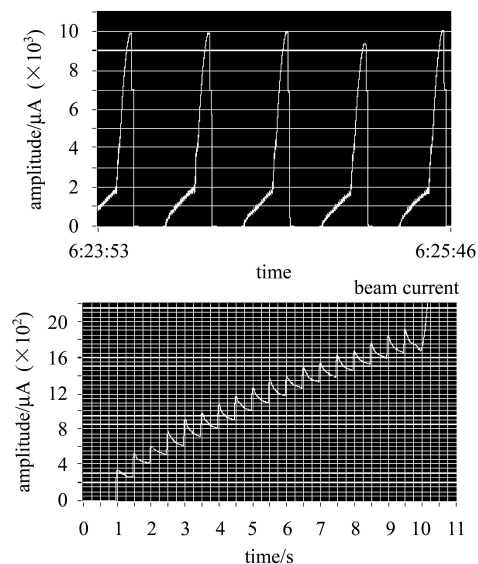 amplitude/μA (×10³)
10
8
6
4
2
0
6:23:53
6:25:46
time
beam current
amplitude/μA (×10²)
20
16
12
8
4
0
0 1 2 3 4 5 6 7 8 9 10 11
time/s